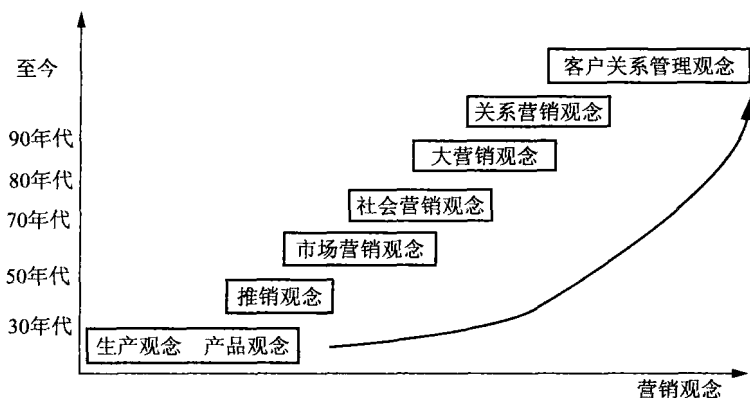 至今
客户关系管理观念
关系营销观念
90年代
大营销观念
80年代
社会营销观念
70年代
市场营销观念
50年代
推销观念
30年代
生产观念 产品观念
营销观念